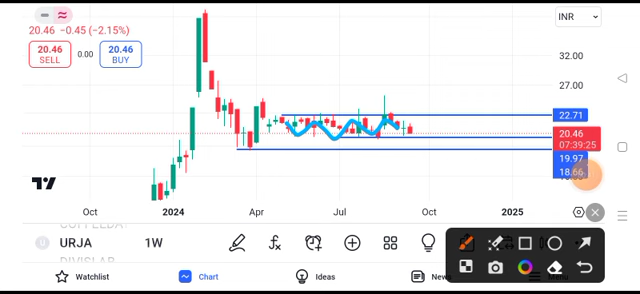 INR
20.46 −0.45 (−2.15%)
20.46
SELL
0.00
20.46
BUY
32.00
27.00
22.71
20.46
07:39:25
19.97
18.66
Oct
2024
Apr
Jul
Oct
2025
U
URJA
1W
Watchlist
Chart
Ideas
News